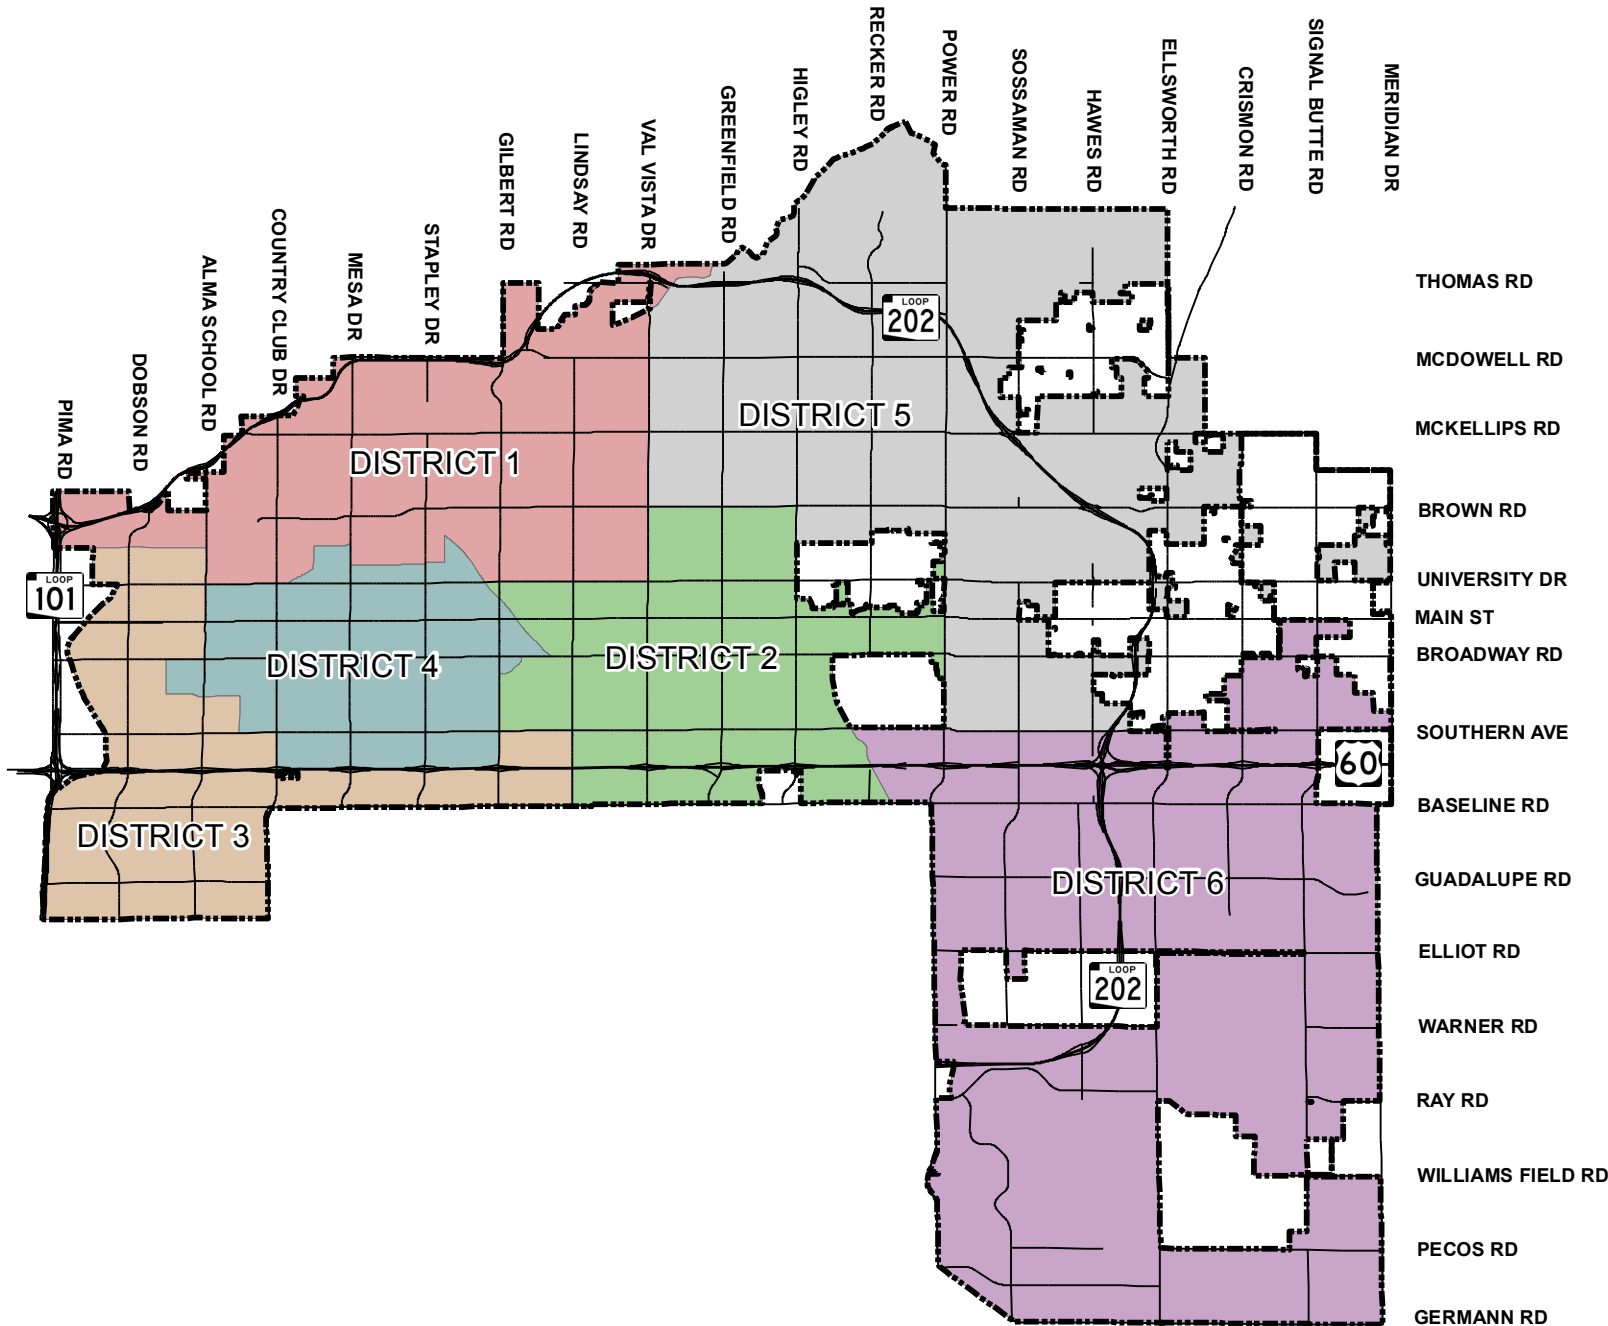 PIMA RD
DOBSON RD
ALMA SCHOOL RD
COUNTRY CLUB DR
MESA DR
STAPLEY DR
GILBERT RD
LINDSAY RD
VAL VISTA DR
GREENFIELD RD
HIGLEY RD
RECKER RD
POWER RD
SOSSAMAN RD
HAWES RD
ELLSWORTH RD
CRISMON RD
SIGNAL BUTTE RD
MERIDIAN DR
THOMAS RD
MCDOWELL RD
MCKELLIPS RD
BROWN RD
UNIVERSITY DR
MAIN ST
BROADWAY RD
SOUTHERN AVE
BASELINE RD
GUADALUPE RD
ELLIOT RD
WARNER RD
RAY RD
WILLIAMS FIELD RD
PECOS RD
GERMANN RD
LOOP
202
DISTRICT 5
DISTRICT 1
LOOP
101
DISTRICT 4
DISTRICT 2
60
DISTRICT 3
DISTRICT 6
LOOP
202